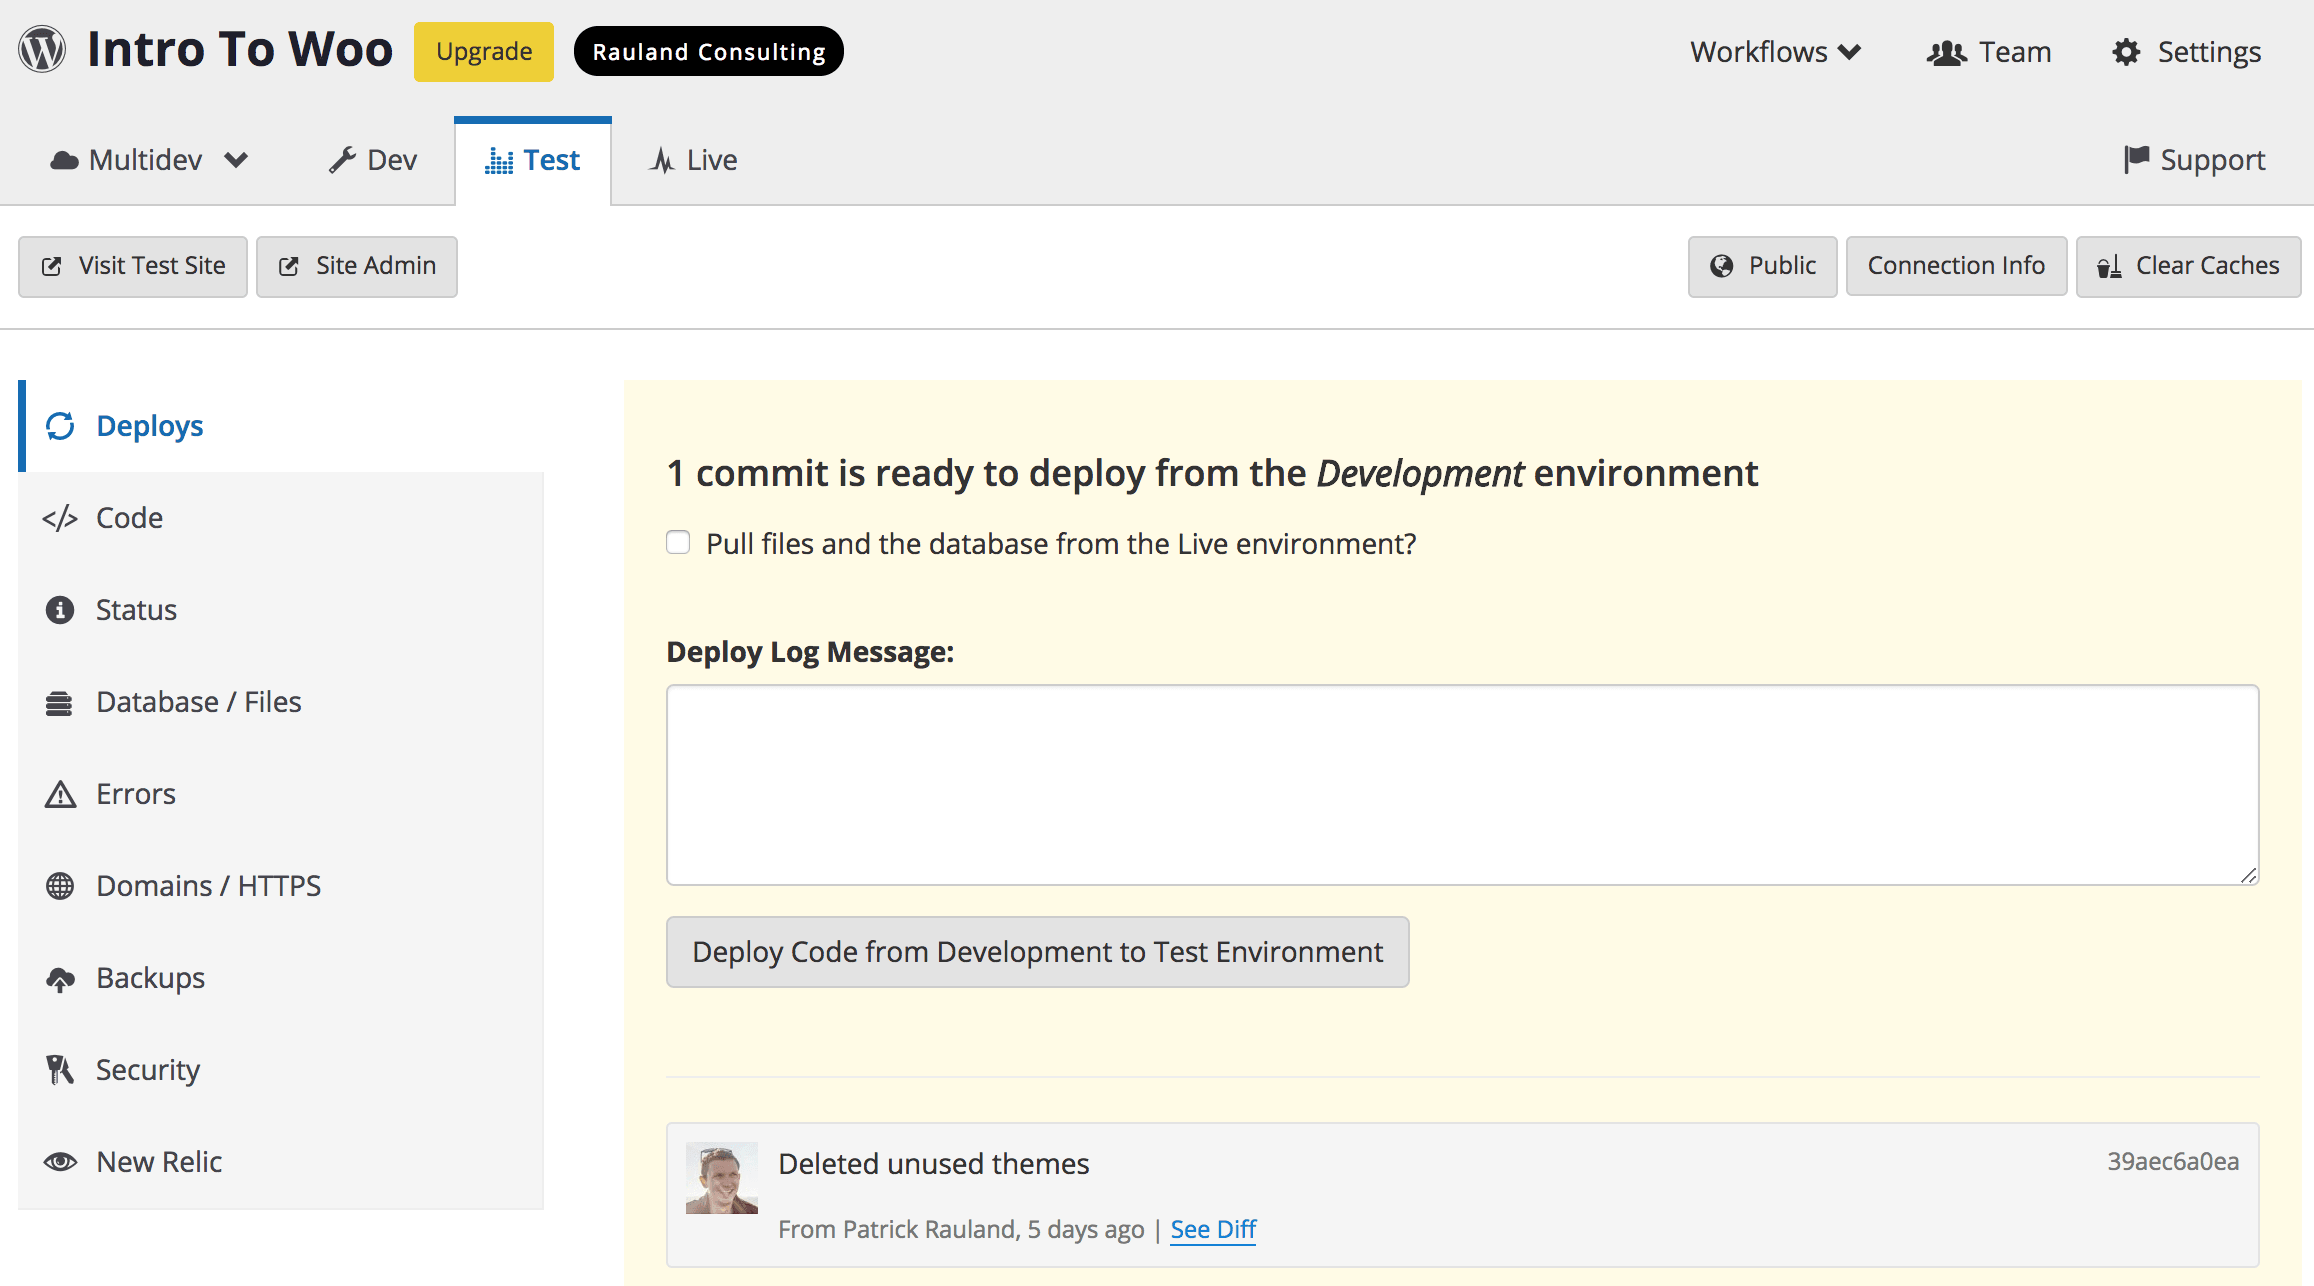 Intro To Woo Upgrade Rauland Consulting Workflows Team Settings
Multidev Dev Test Live Support
Visit Test Site Site Admin Public Connection Info Clear Caches
Deploys
Code
Status
Database / Files
Errors
Domains / HTTPS
Backups
Security
New Relic
1 commit is ready to deploy from the Development environment
Pull files and the database from the Live environment?
Deploy Log Message:
Deploy Code from Development to Test Environment
Deleted unused themes 39aec6a0ea
From Patrick Rauland, 5 days ago | See Diff